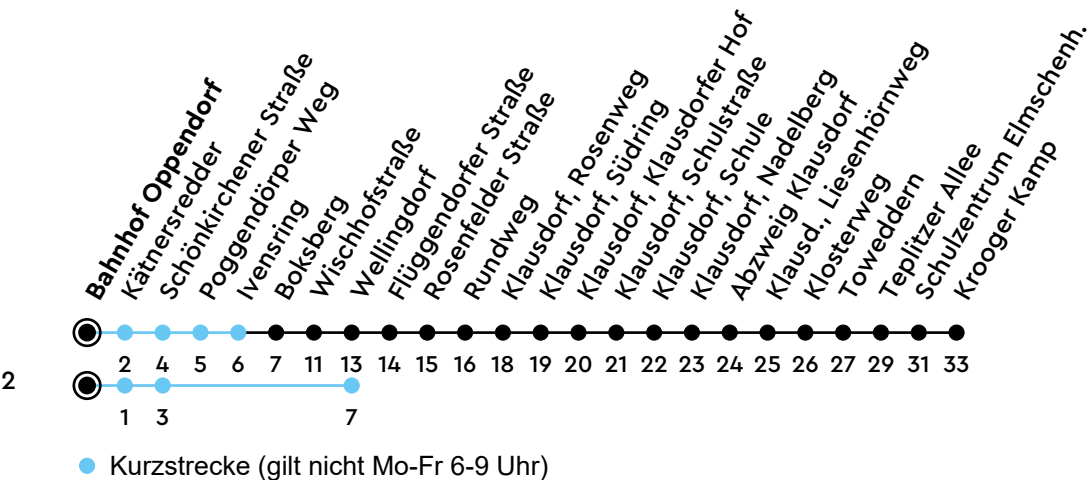 Bahnhof Oppendorf
Kätnersredder
Schönkirchener Straße
Poggendörper Weg
Ivensring
Boksberg
Wischhofstraße
Wellingdorf
Flüggendorfer Straße
Rosenfelder Straße
Rundweg
Klausdorf, Rosenweg
Klausdorf, Südring
Klausdorf, Klausdorfer Hof
Klausdorf, Schulstraße
Klausdorf, Schule
Klausdorf, Nadelberg
Abzweig Klausdorf
Klausd., Liesenhörnweg
Klosterweg
Toweddern
Teplitzer Allee
Schulzentrum Elmschenh.
Krooger Kamp
2 4 5 6 7 11 13 14 15 16 18 19 20 21 22 23 24 25 26 27 29 31 33
2
1 3 7
Kurzstrecke (gilt nicht Mo-Fr 6-9 Uhr)